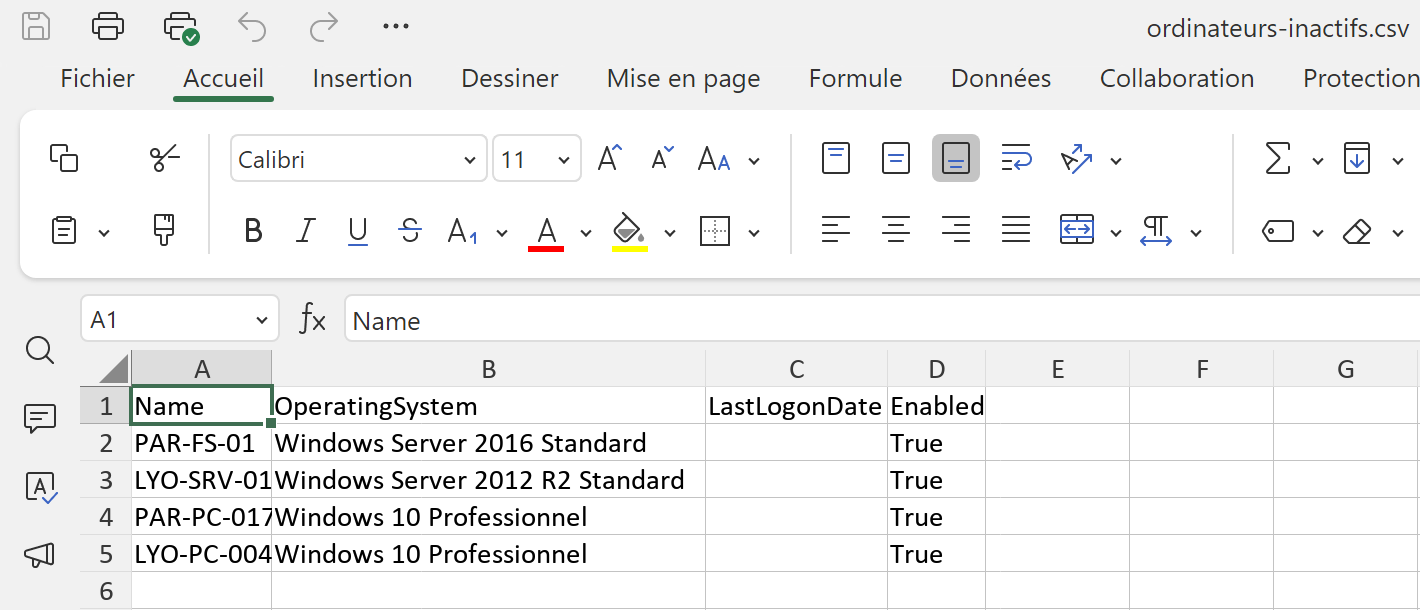 ordinateurs-inactifs.csv
Fichier Accueil Insertion Dessiner Mise en page Formule Données Collaboration Protection
Calibri 11
A1 Name
A B C D E F G
1 Name OperatingSystem LastLogonDate Enabled
2 PAR-FS-01 Windows Server 2016 Standard True
3 LYO-SRV-01 Windows Server 2012 R2 Standard True
4 PAR-PC-017 Windows 10 Professionnel True
5 LYO-PC-004 Windows 10 Professionnel True
6